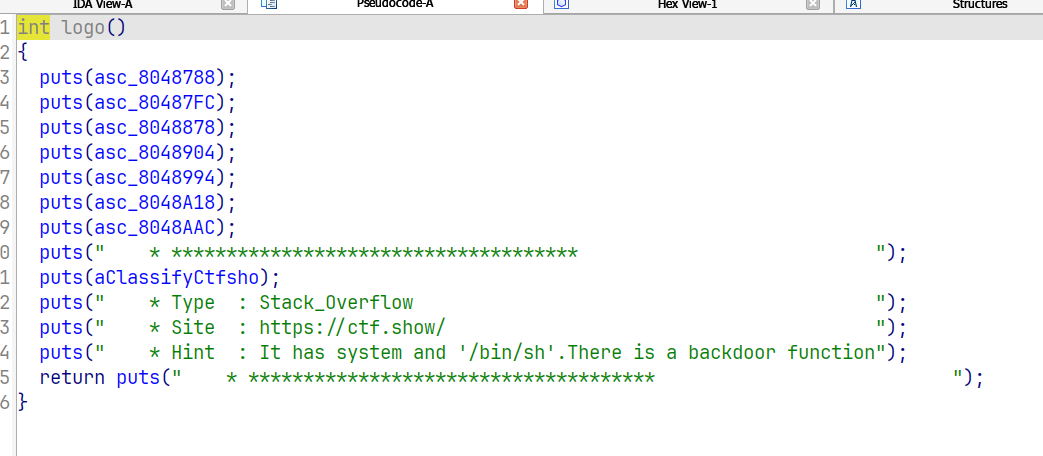 IDA View-A Pseudocode-A Hex View-1 Structures
1 int logo()
2 {
3 puts(asc_8048788);
4 puts(asc_80487FC);
5 puts(asc_8048878);
6 puts(asc_8048904);
7 puts(asc_8048994);
8 puts(asc_8048A18);
9 puts(asc_8048AAC);
0 puts("    * *************************************                           ");
1 puts(aClassifyCtfsho);
2 puts("    * Type  : Stack_Overflow                                          ");
3 puts("    * Site  : https://ctf.show/                                       ");
4 puts("    * Hint  : It has system and '/bin/sh'.There is a backdoor function");
5 return puts("    * *************************************                           ");
6 }